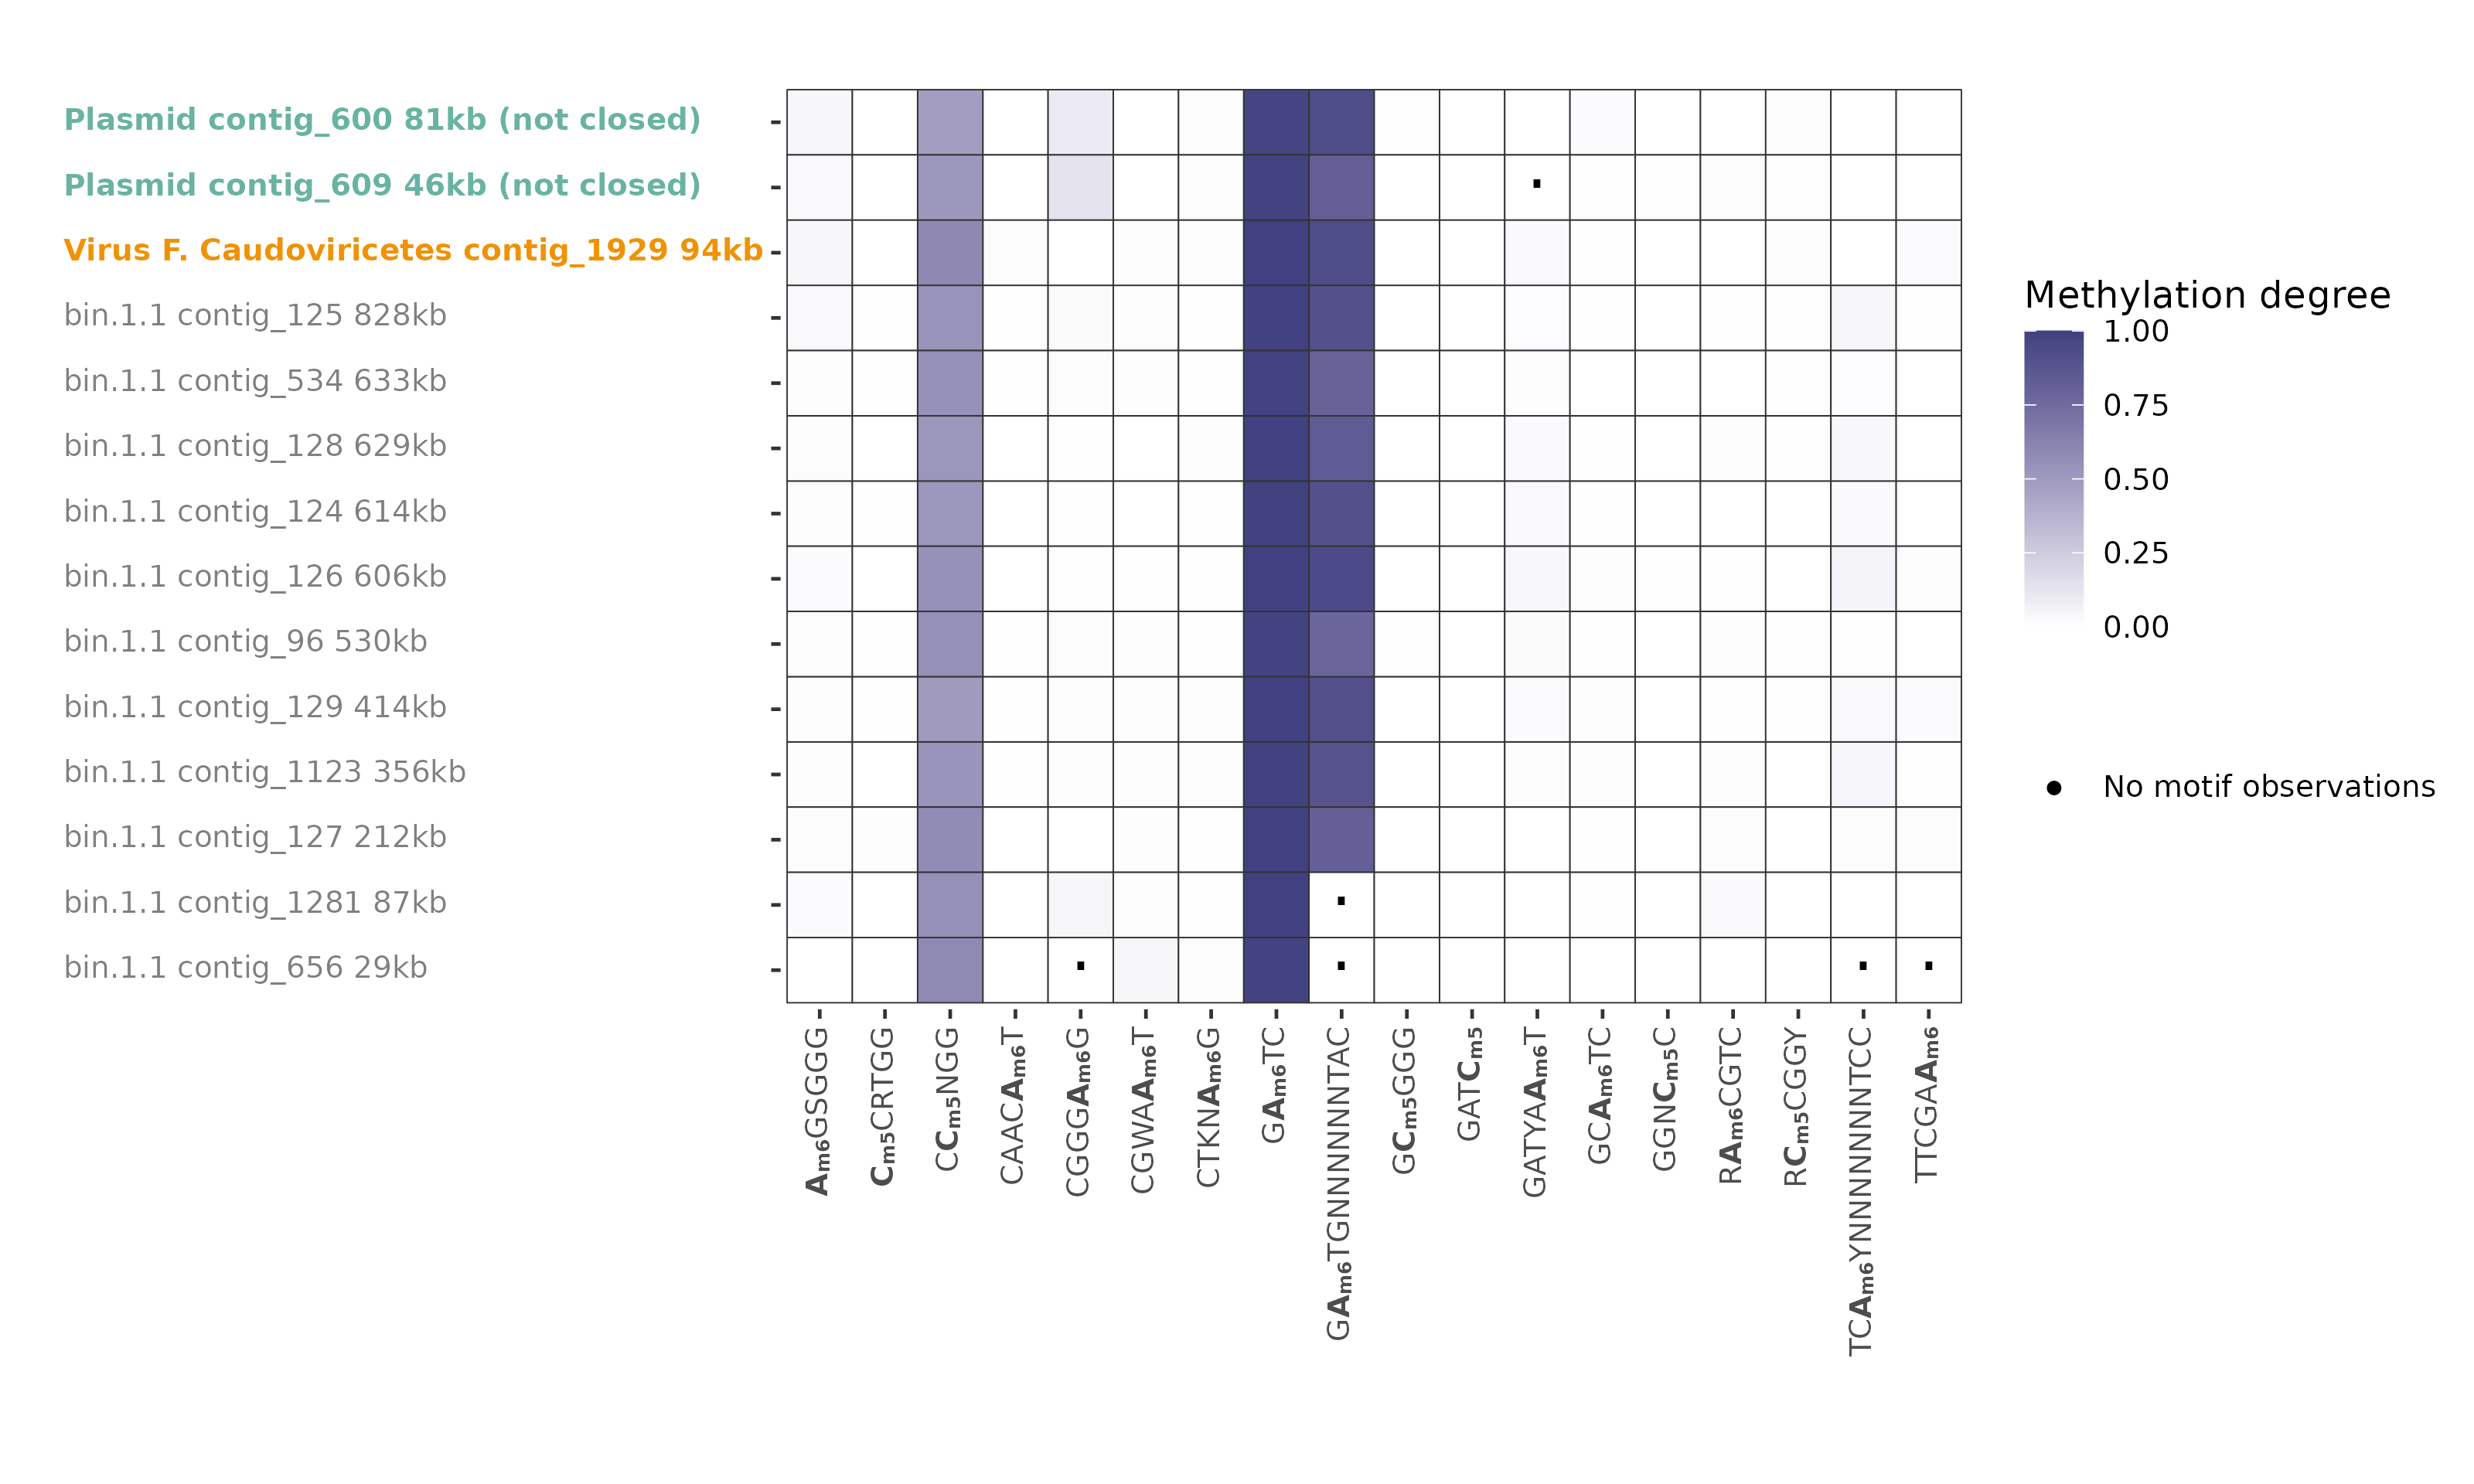 Plasmid contig_600 81kb (not closed)
Plasmid contig_609 46kb (not closed)
Virus F. Caudoviricetes contig_1929 94kb
bin.1.1 contig_125 828kb
bin.1.1 contig_534 633kb
bin.1.1 contig_128 629kb
bin.1.1 contig_124 614kb
bin.1.1 contig_126 606kb
bin.1.1 contig_96 530kb
bin.1.1 contig_129 414kb
bin.1.1 contig_1123 356kb
bin.1.1 contig_127 212kb
bin.1.1 contig_1281 87kb
bin.1.1 contig_656 29kb
Am6GSGGG
Cm5CRTGG
CCm5NGG
CAACAm6T
CGGGAm6G
CGWAAm6T
CTKNAm6G
GAm6TC
GAm6TGNNNNNNTAC
GCm5GGG
GATCm5
GATYAAm6T
GCAm6TC
GGNCm5C
RAm6CGTC
RCm5CGGY
TCAm6YNNNNNNNTCC
TTCGAAm6
Methylation degree
1.00
0.75
0.50
0.25
0.00
No motif observations